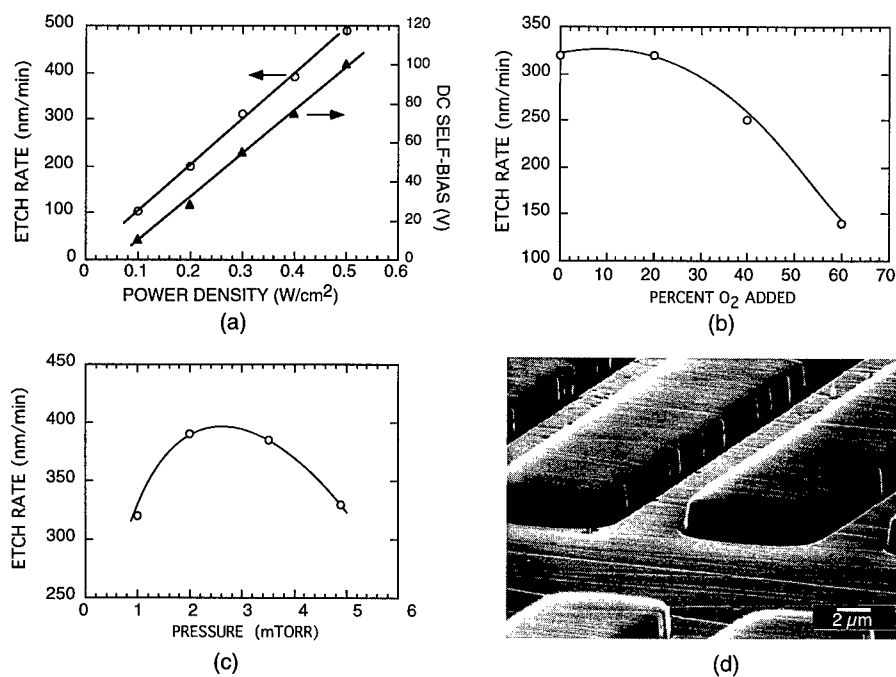 500
400
300
200
100
0
ETCH RATE (nm/min)
120
100
80
60
40
20
0
DC SELF-BIAS (V)
0 0.1 0.2 0.3 0.4 0.5 0.6
POWER DENSITY (W/cm²)
(a)
350
300
250
200
150
100
ETCH RATE (nm/min)
0 10 20 30 40 50 60 70
PERCENT O₂ ADDED
(b)
450
400
350
300
250
ETCH RATE (nm/min)
0 1 2 3 4 5 6
PRESSURE (mTORR)
(c)
2 μm
(d)